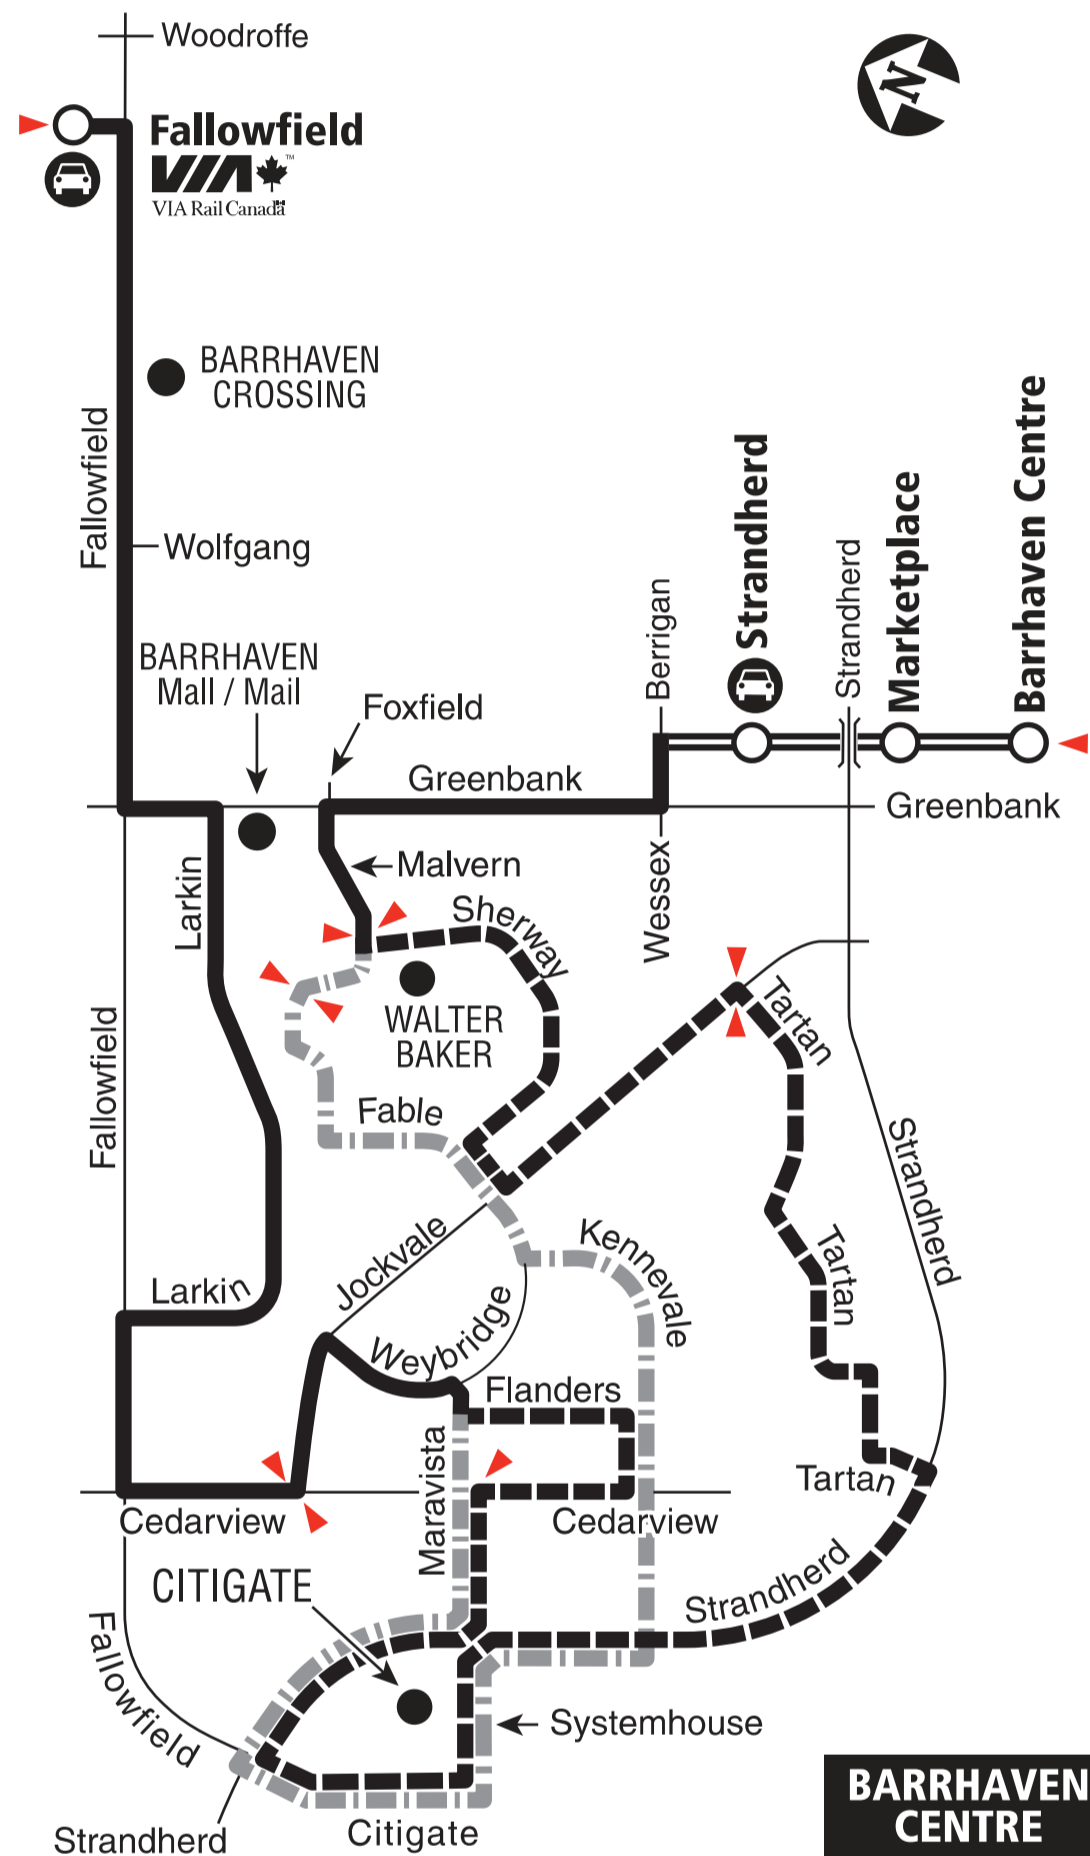 Woodroffe
N
Fallowfield
VIA™
VIA Rail Canada
BARRHAVEN
CROSSING
Fallowfield
Wolfgang
Strandherd
Strandherd
Marketplace
Barrhaven Centre
Berrigan
BARRHAVEN
Mall / Mail
Foxfield
Greenbank
Greenbank
Larkin
Malvern
Wessex
Sherway
WALTER
BAKER
Tartan
Fallowfield
Fable
Strandherd
Jockvale
Kennevale
Tartan
Larkin
Weybridge
Flanders
Maravista
Tartan
Cedarview
Cedarview
CITIGATE
Strandherd
Fallowfield
Systemhouse
Strandherd
Citigate
BARRHAVEN
CENTRE